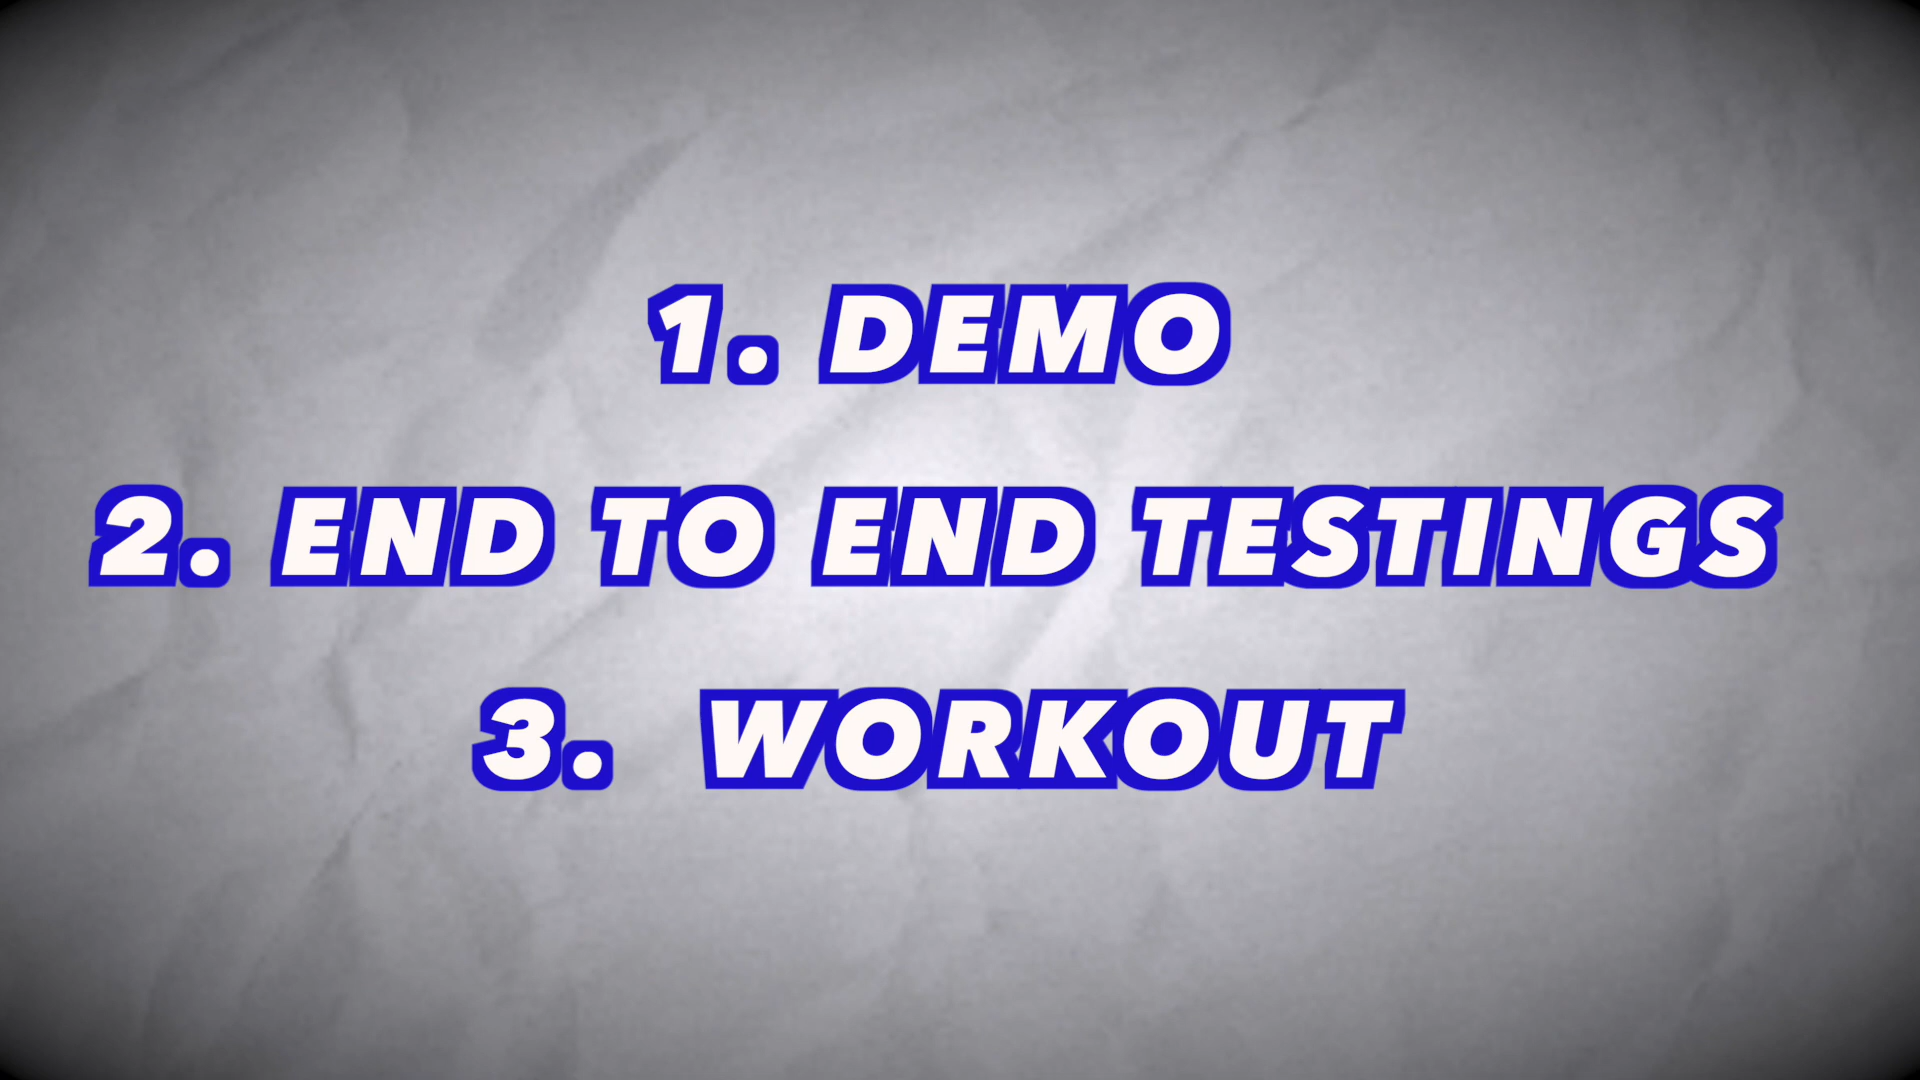 1. DEMO
2. END TO END TESTINGS
3. WORKOUT